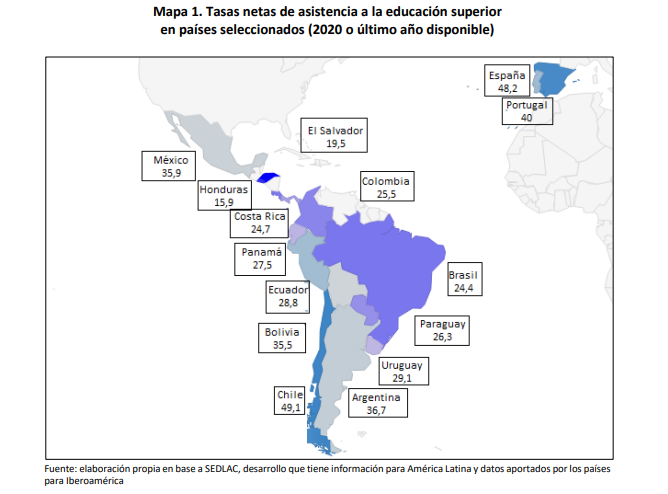 Mapa 1. Tasas netas de asistencia a la educación superior
en países seleccionados (2020 o último año disponible)
España
48,2
Portugal
40
El Salvador
19,5
México
35,9
Honduras
15,9
Colombia
25,5
Costa Rica
24,7
Panamá
27,5
Brasil
24,4
Ecuador
28,8
Paraguay
26,3
Bolivia
35,5
Uruguay
29,1
Chile
49,1
Argentina
36,7
Fuente: elaboración propia en base a SEDLAC, desarrollo que tiene información para América Latina y datos aportados por los países
para Iberoamérica